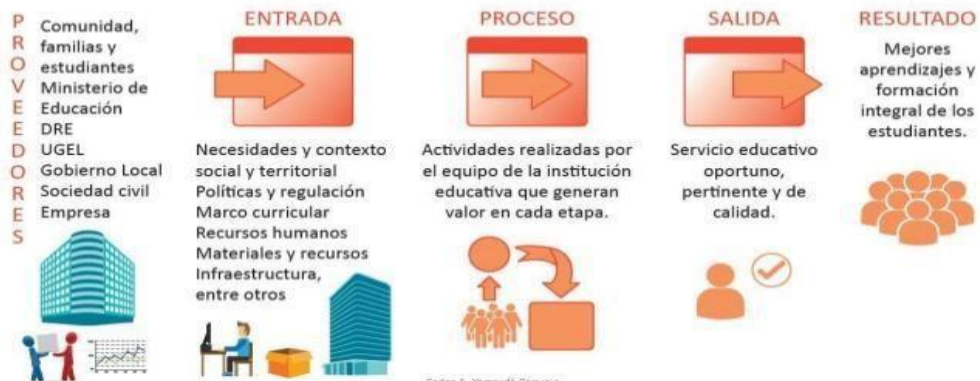 PROVEEDORES
Comunidad,
familias y
estudiantes
Ministerio de
Educación
DRE
UGEL
Gobierno Local
Sociedad civil
Empresa
ENTRADA
Necesidades y contexto
social y territorial
Políticas y regulación
Marco curricular
Recursos humanos
Materiales y recursos
Infraestructura,
entre otros
PROCESO
Actividades realizadas por
el equipo de la institución
educativa que generan
valor en cada etapa.
SALIDA
Servicio educativo
oportuno,
pertinente y de
calidad.
RESULTADO
Mejores
aprendizajes y
formación
integral de los
estudiantes.